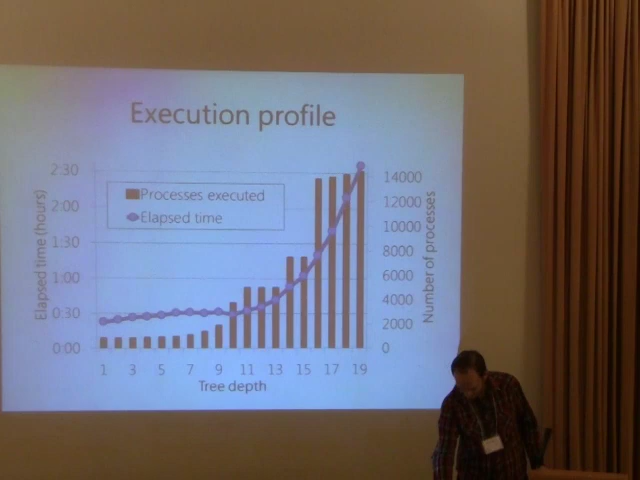 Execution profile
Elapsed time (hours)
2:30
2:00
1:30
1:00
0:30
0:00
Processes executed
Elapsed time
14000
12000
10000
8000
6000
4000
2000
0
Number of processes
1 3 5 7 9 11 13 15 17 19
Tree depth